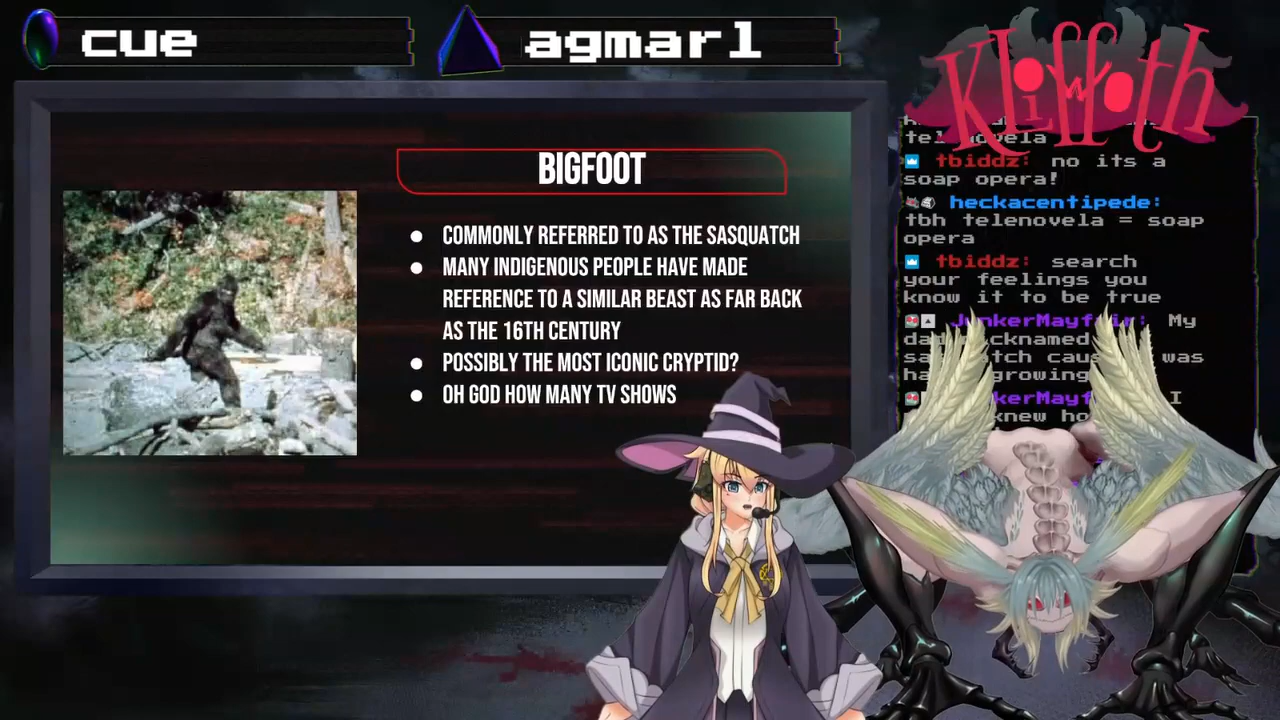 cue
agmarl
Kliffoth
BIGFOOT
COMMONLY REFERRED TO AS THE SASQUATCH
MANY INDIGENOUS PEOPLE HAVE MADE
REFERENCE TO A SIMILAR BEAST AS FAR BACK
AS THE 16TH CENTURY
POSSIBLY THE MOST ICONIC CRYPTID?
OH GOD HOW MANY TV SHOWS
telenovela
tbiddz: no its a
soap opera!
heckacentipede:
tbh telenovela = soap
opera
tbiddz: search
your feelings you
know it to be true
My
was
growing
I
knew